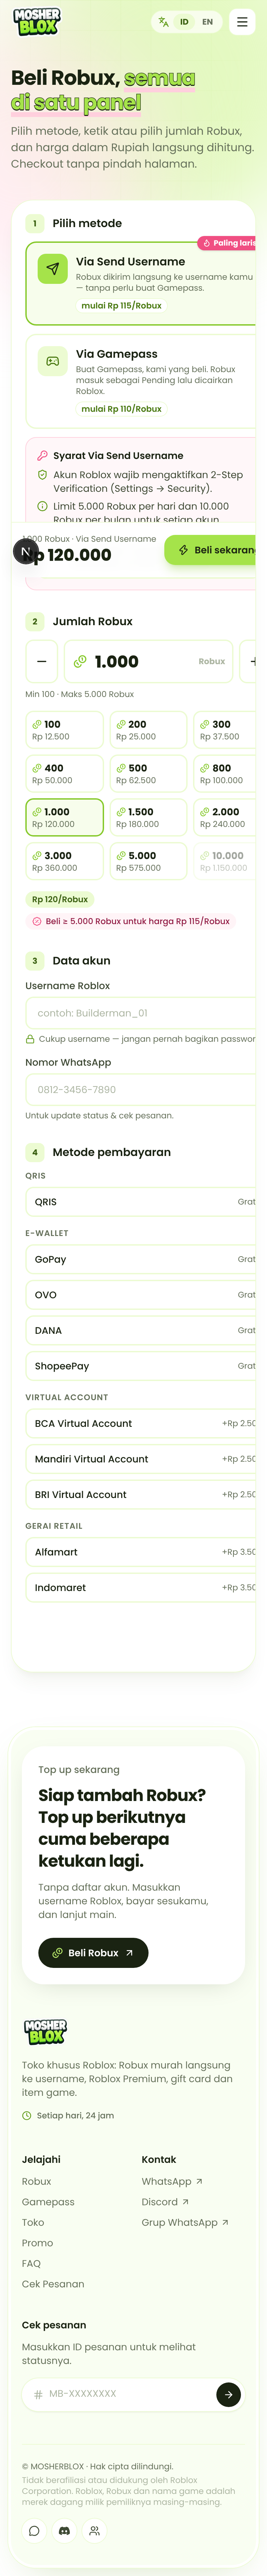 MOSHER
BLOX
ID
EN
Beli Robux, semua
di satu panel
Pilih metode, ketik atau pilih jumlah Robux,
dan harga dalam Rupiah langsung dihitung.
Checkout tanpa pindah halaman.
1
Pilih metode
Paling laris
Via Send Username
Robux dikirim langsung ke username kamu
— tanpa perlu buat Gamepass.
mulai Rp 115/Robux
Via Gamepass
Buat Gamepass, kami yang beli. Robux
masuk sebagai Pending lalu dicairkan
Roblox.
mulai Rp 110/Robux
Syarat Via Send Username
Akun Roblox wajib mengaktifkan 2-Step
Verification (Settings → Security).
Limit 5.000 Robux per hari dan 10.000
Robux per bulan untuk setiap akun
Robux · Via Send Username
N
Rp 120.000
Beli sekaran
2
Jumlah Robux
1.000
Robux
Min 100 · Maks 5.000 Robux
100
Rp 12.500
200
Rp 25.000
300
Rp 37.500
400
Rp 50.000
500
Rp 62.500
800
Rp 100.000
1.000
Rp 120.000
1.500
Rp 180.000
2.000
Rp 240.000
3.000
Rp 360.000
5.000
Rp 575.000
10.000
Rp 1.150.000
Rp 120/Robux
Beli ≥ 5.000 Robux untuk harga Rp 115/Robux
3
Data akun
Username Roblox
contoh: Builderman_01
Cukup username — jangan pernah bagikan passwor
Nomor WhatsApp
0812-3456-7890
Untuk update status & cek pesanan.
4
Metode pembayaran
QRIS
QRIS
Grat
E-WALLET
GoPay
Grat
OVO
Grat
DANA
Grat
ShopeePay
Grat
VIRTUAL ACCOUNT
BCA Virtual Account
+Rp 2.50
Mandiri Virtual Account
+Rp 2.50
BRI Virtual Account
+Rp 2.50
GERAI RETAIL
Alfamart
+Rp 3.50
Indomaret
+Rp 3.50
Top up sekarang
Siap tambah Robux?
Top up berikutnya
cuma beberapa
ketukan lagi.
Tanpa daftar akun. Masukkan
username Roblox, bayar sesukamu,
dan lanjut main.
Beli Robux
MOSHER
BLOX
Toko khusus Roblox: Robux murah langsung
ke username, Roblox Premium, gift card dan
item game.
Setiap hari, 24 jam
Jelajahi
Robux
Gamepass
Toko
Promo
FAQ
Cek Pesanan
Kontak
WhatsApp
Discord
Grup WhatsApp
Cek pesanan
Masukkan ID pesanan untuk melihat
statusnya.
# MB-XXXXXXXX
© MOSHERBLOX · Hak cipta dilindungi.
Tidak berafiliasi atau didukung oleh Roblox
Corporation. Roblox, Robux dan nama game adalah
merek dagang milik pemiliknya masing-masing.